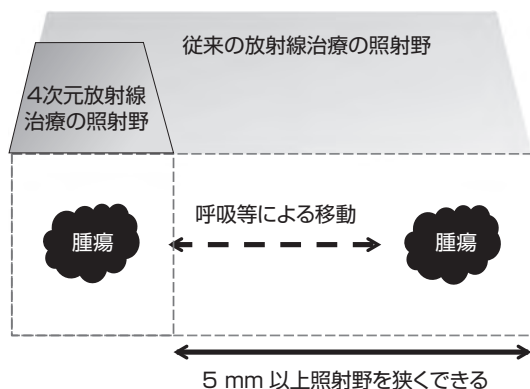 従来の放射線治療の照射野
4次元放射線
治療の照射野
呼吸等による移動
腫瘍
腫瘍
5 mm 以上照射野を狭くできる